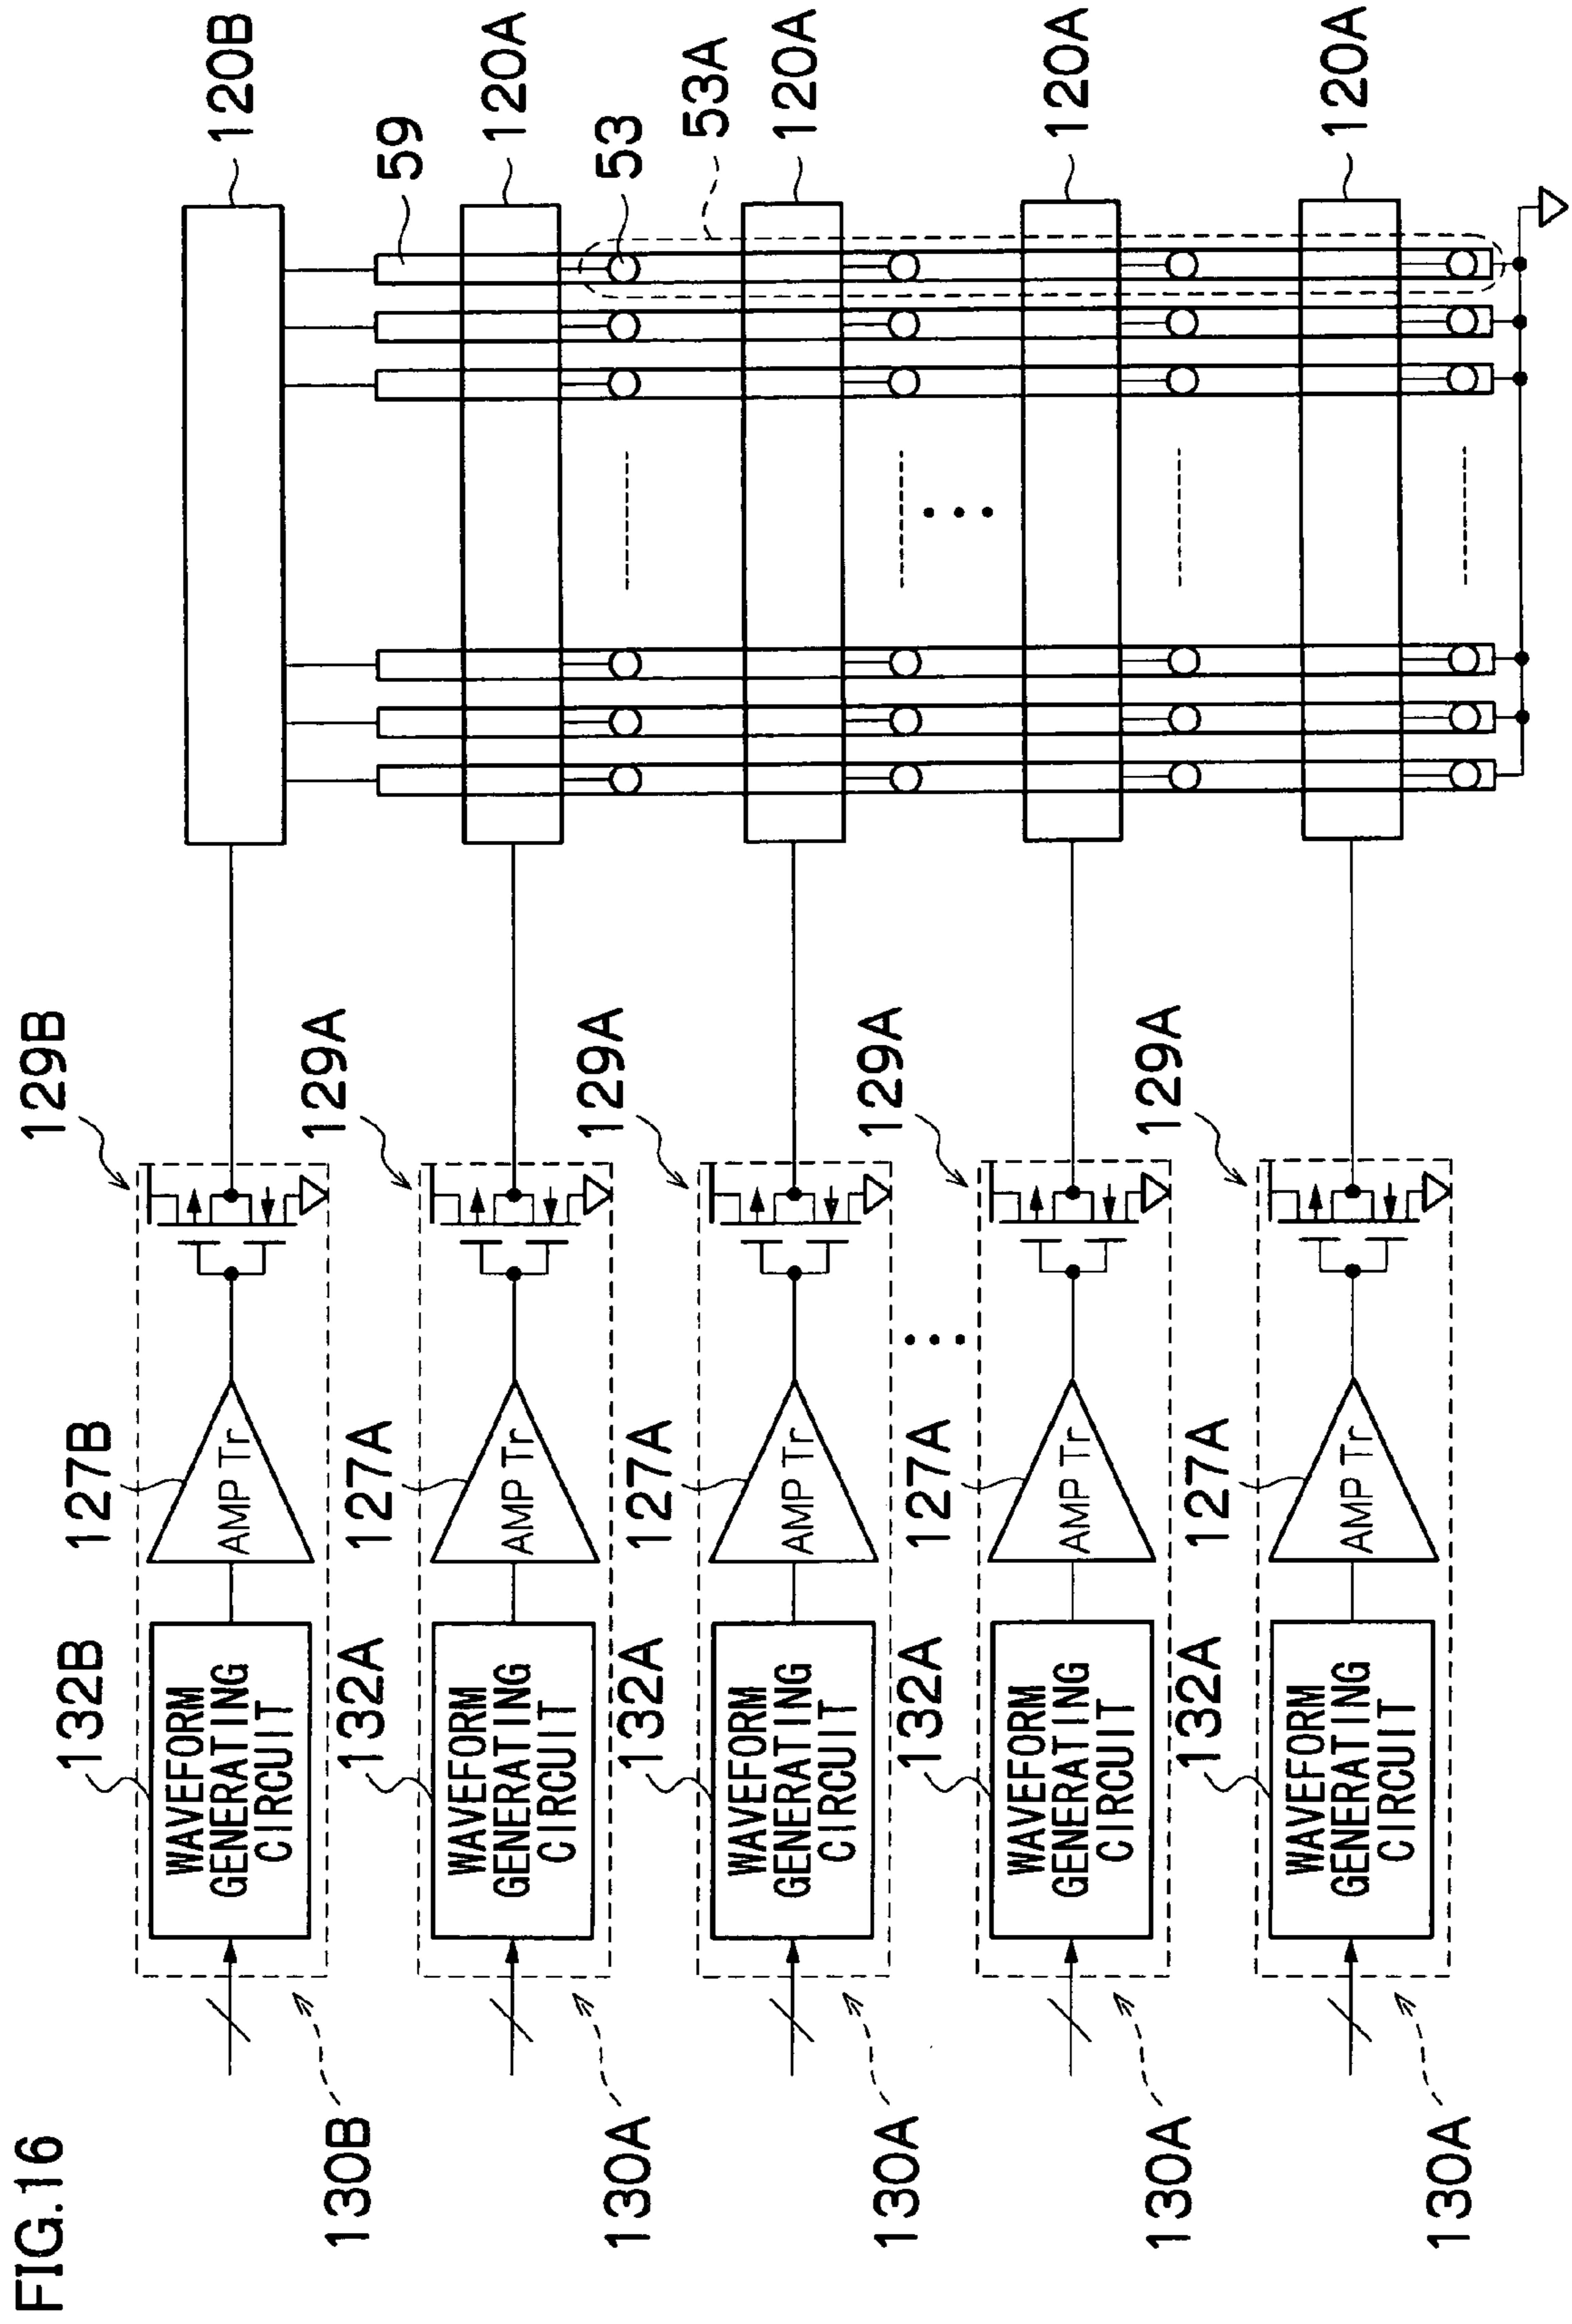 FIG.16
130B
132B
WAVEFORM
GENERATING
CIRCUIT
127B
AMP Tr
129B
120B
59
130A
132A
WAVEFORM
GENERATING
CIRCUIT
127A
AMP Tr
129A
120A
53
53A
130A
132A
WAVEFORM
GENERATING
CIRCUIT
127A
AMP Tr
129A
120A
130A
132A
WAVEFORM
GENERATING
CIRCUIT
127A
AMP Tr
129A
120A
130A
132A
WAVEFORM
GENERATING
CIRCUIT
127A
AMP Tr
129A
120A